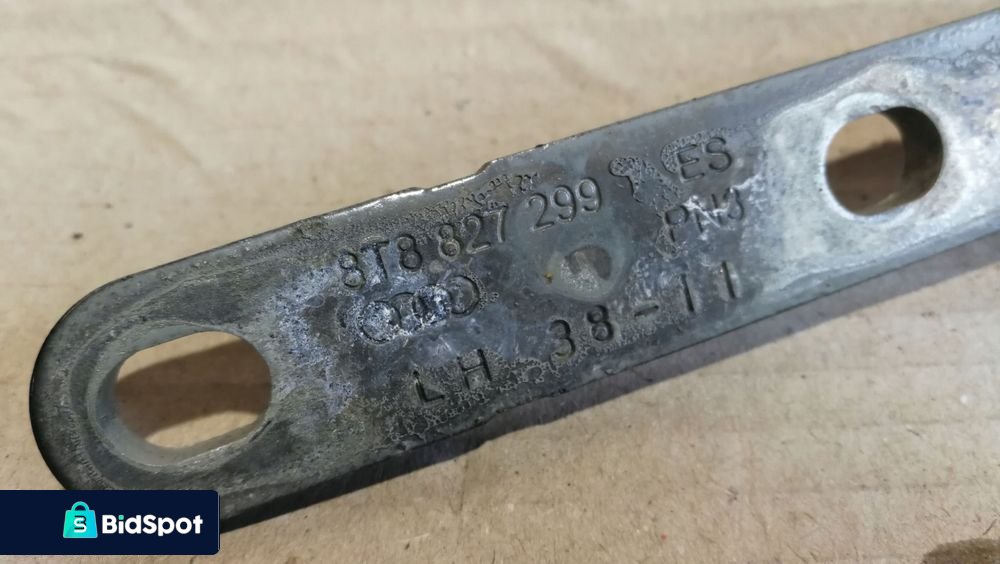 8T8 827 299
ES
PN3
LH 38-11
BidSpot